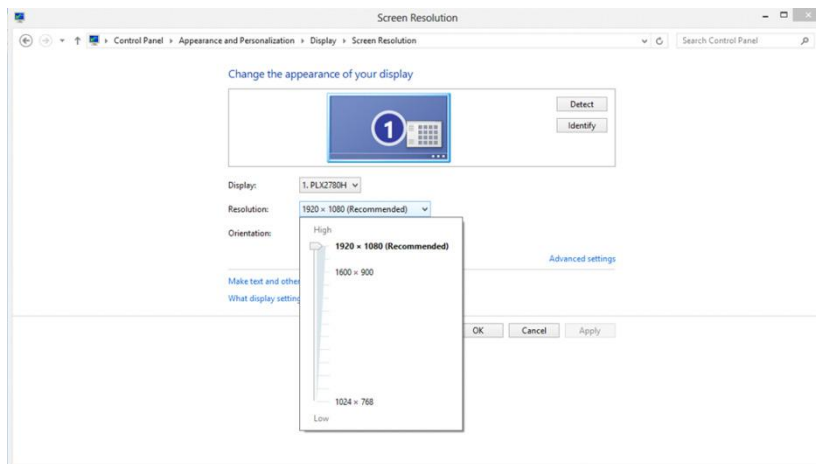 Screen Resolution
Control Panel ▸ Appearance and Personalization ▸ Display ▸ Screen Resolution
Search Control Panel
Change the appearance of your display
1
Detect
Identify
Display: 1. PLX2780H
Resolution: 1920 × 1080 (Recommended)
Orientation:
High
1920 × 1080 (Recommended)
1600 × 900
1024 × 768
Low
Advanced settings
Make text and other
What display setting
OK Cancel Apply